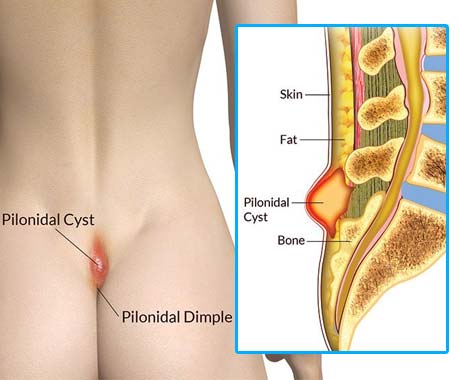 Pilonidal Cyst
Pilonidal Dimple
Skin
Fat
Pilonidal
Cyst
Bone